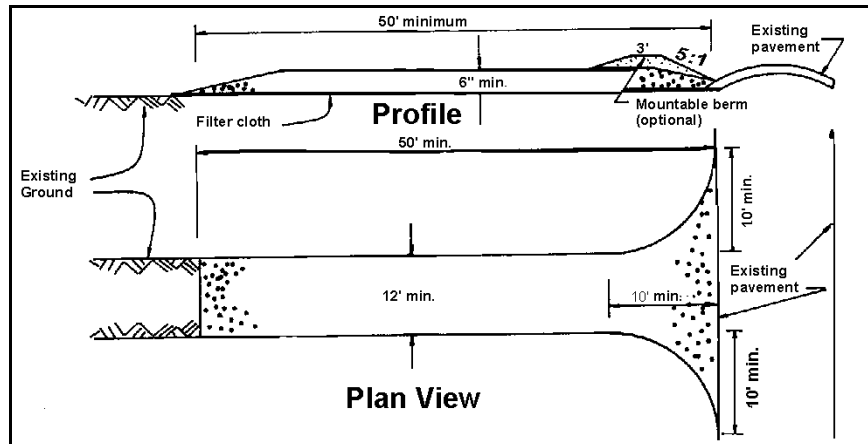 50' minimum
Existing
pavement
3'
5:1
6" min.
Filter cloth
Profile
Mountable berm
(optional)
50' min.
Existing
Ground
10' min.
12' min.
10' min.
Existing
pavement
Plan View
10' min.